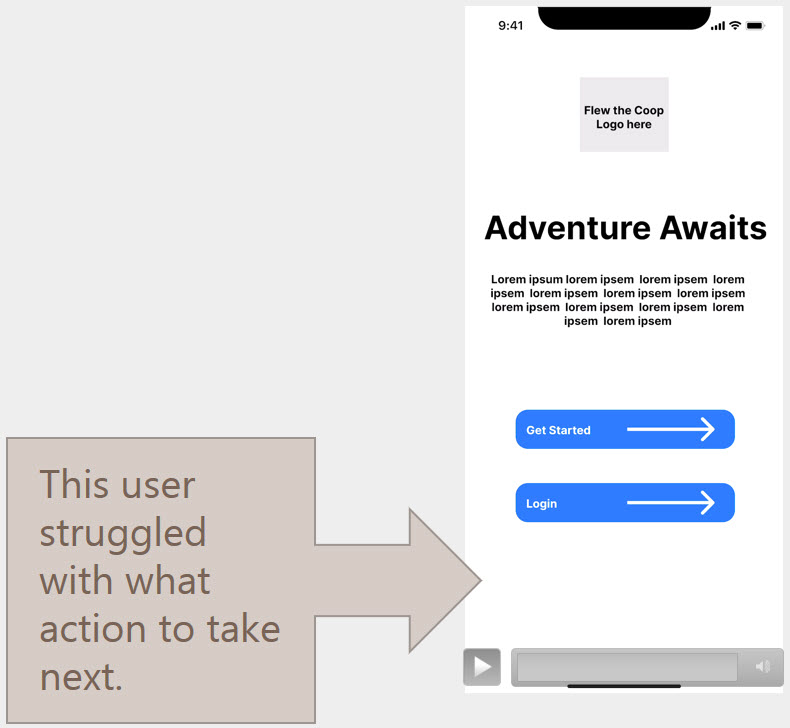 9:41
Flew the Coop
Logo here
Adventure Awaits
Lorem ipsum lorem ipsem lorem ipsem lorem
ipsem lorem ipsem lorem ipsem lorem ipsem
lorem ipsem lorem ipsem lorem ipsem lorem
ipsem lorem ipsem
Get Started
Login
This user
struggled
with what
action to take
next.